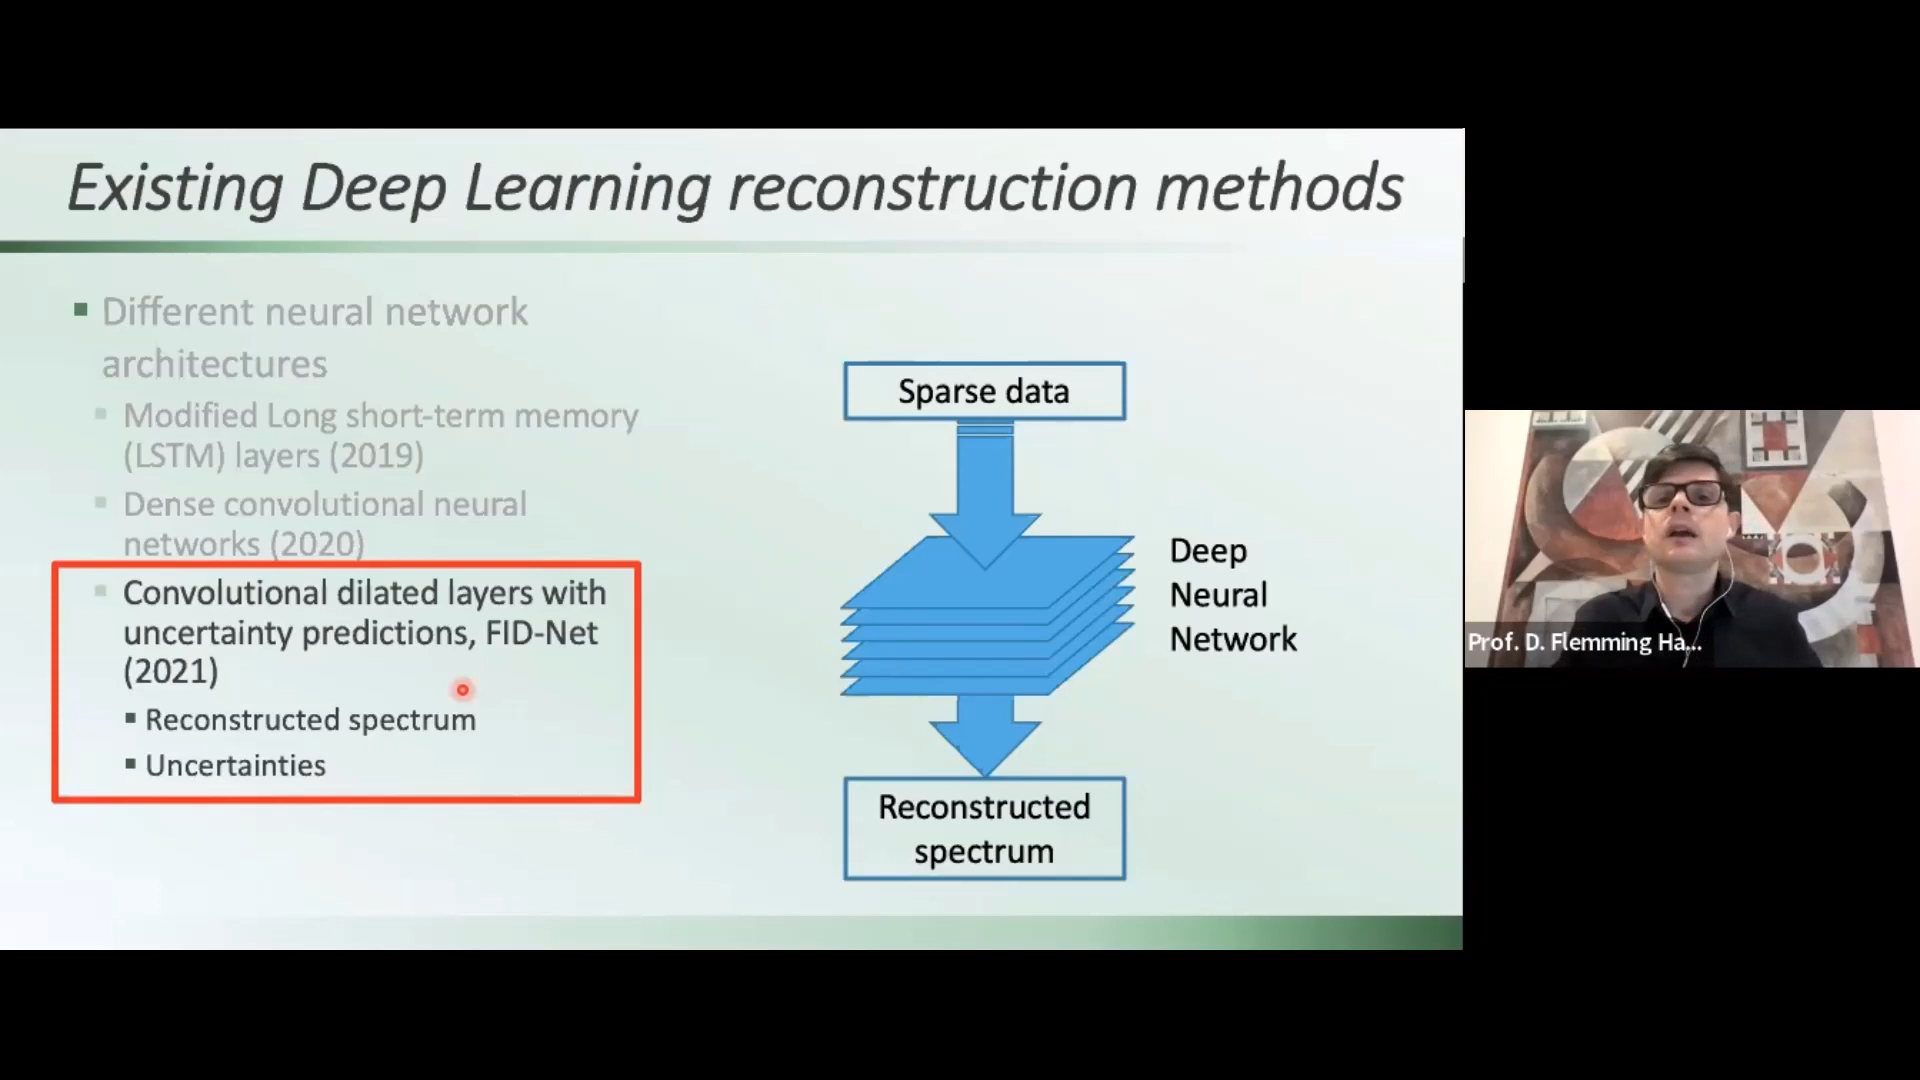 Existing Deep Learning reconstruction methods
Different neural network
architectures
Modified Long short-term memory
(LSTM) layers (2019)
Dense convolutional neural
networks (2020)
Convolutional dilated layers with
uncertainty predictions, FID-Net
(2021)
Reconstructed spectrum
Uncertainties
Sparse data
Deep
Neural
Network
Reconstructed
spectrum
Prof. D. Flemming Ha...